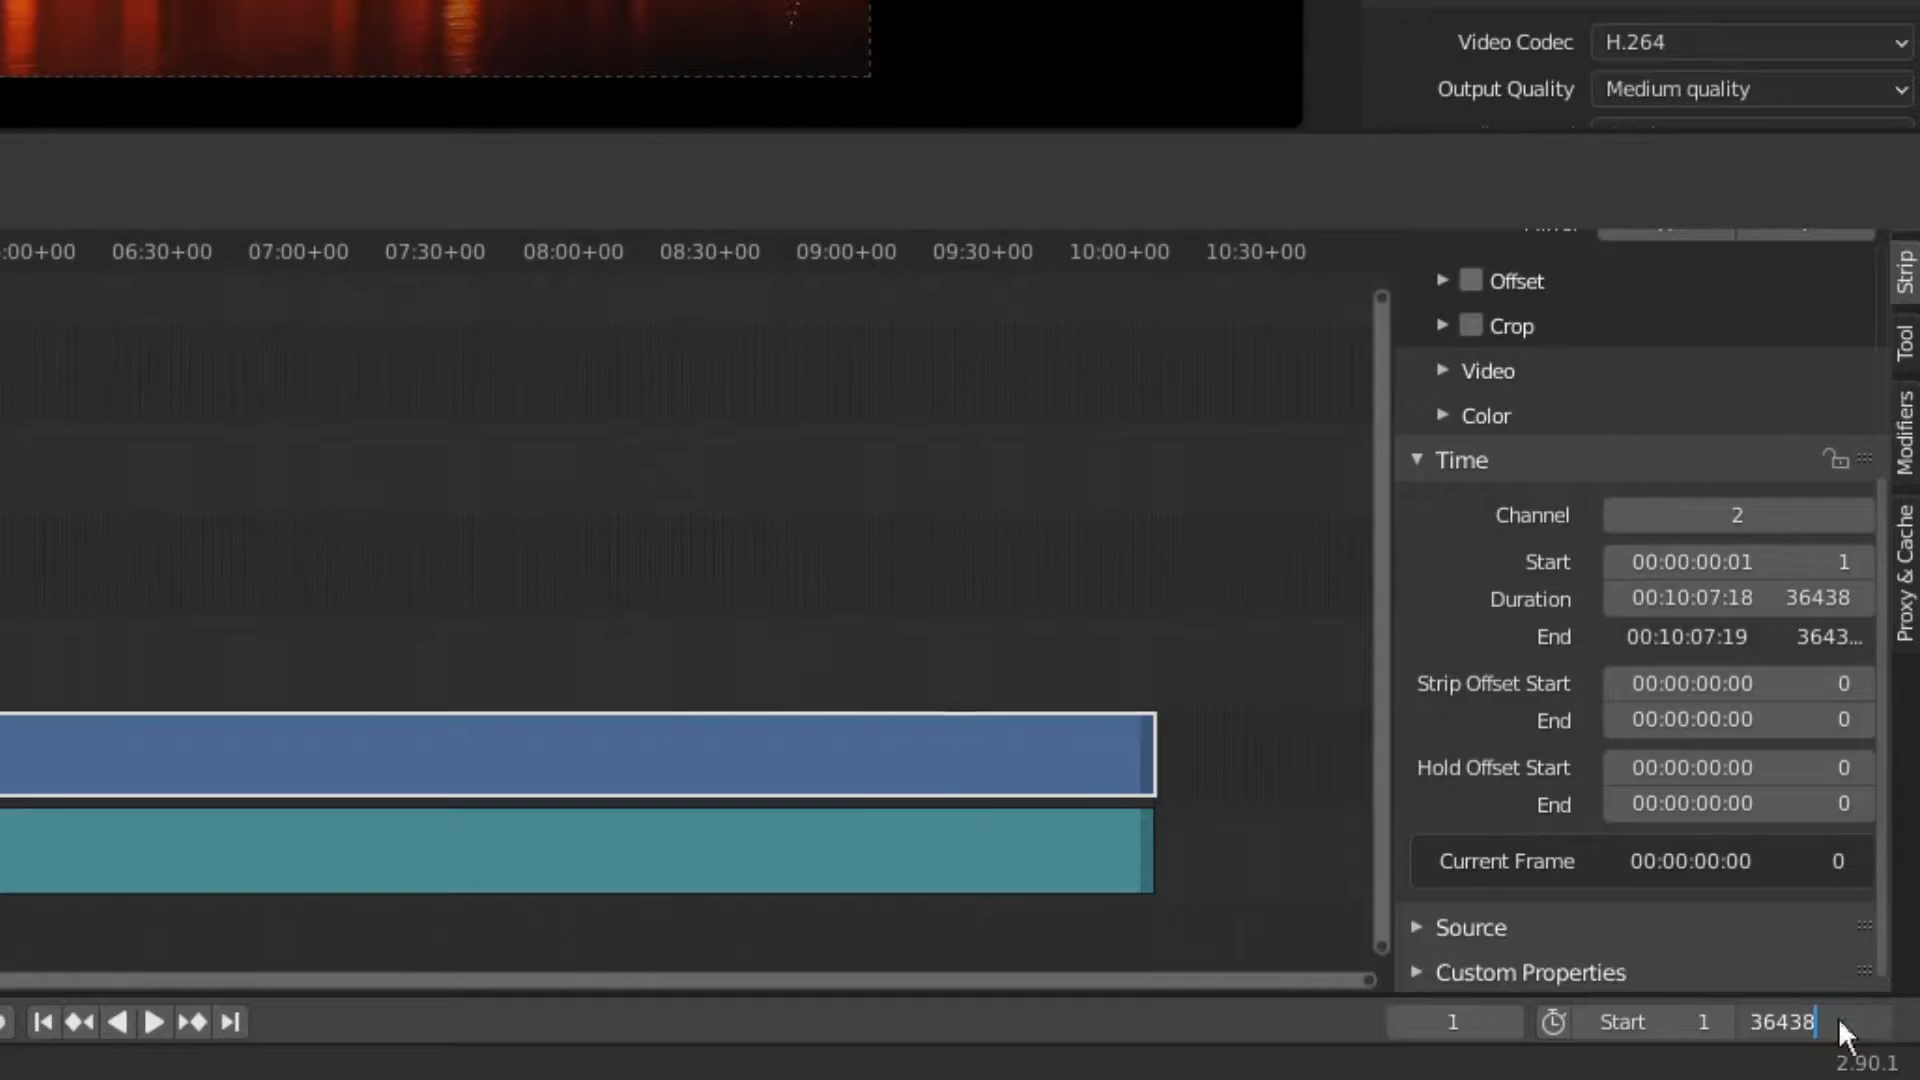 Video Codec H.264
Output Quality Medium quality
:00+00 06:30+00 07:00+00 07:30+00 08:00+00 08:30+00 09:00+00 09:30+00 10:00+00 10:30+00
Offset
Crop
Video
Color
Time
Channel 2
Start 00:00:00:01 1
Duration 00:10:07:18 36438
End 00:10:07:19 3643...
Strip Offset Start 00:00:00:00 0
End 00:00:00:00 0
Hold Offset Start 00:00:00:00 0
End 00:00:00:00 0
Current Frame 00:00:00:00 0
Source
Custom Properties
Strip
Tool
Modifiers
Proxy & Cache
1 Start 1 36438
2.90.1